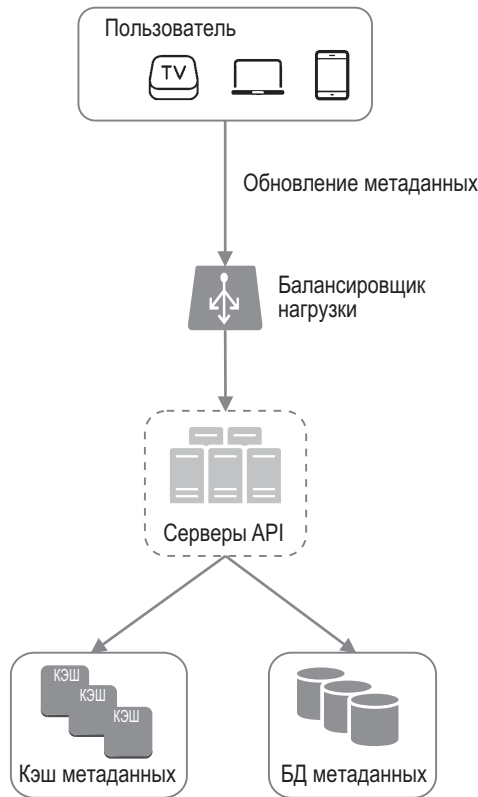 Пользователь
TV
Обновление метаданных
Балансировщик
нагрузки
Серверы API
КЭШ
КЭШ
КЭШ
Кэш метаданных
БД метаданных